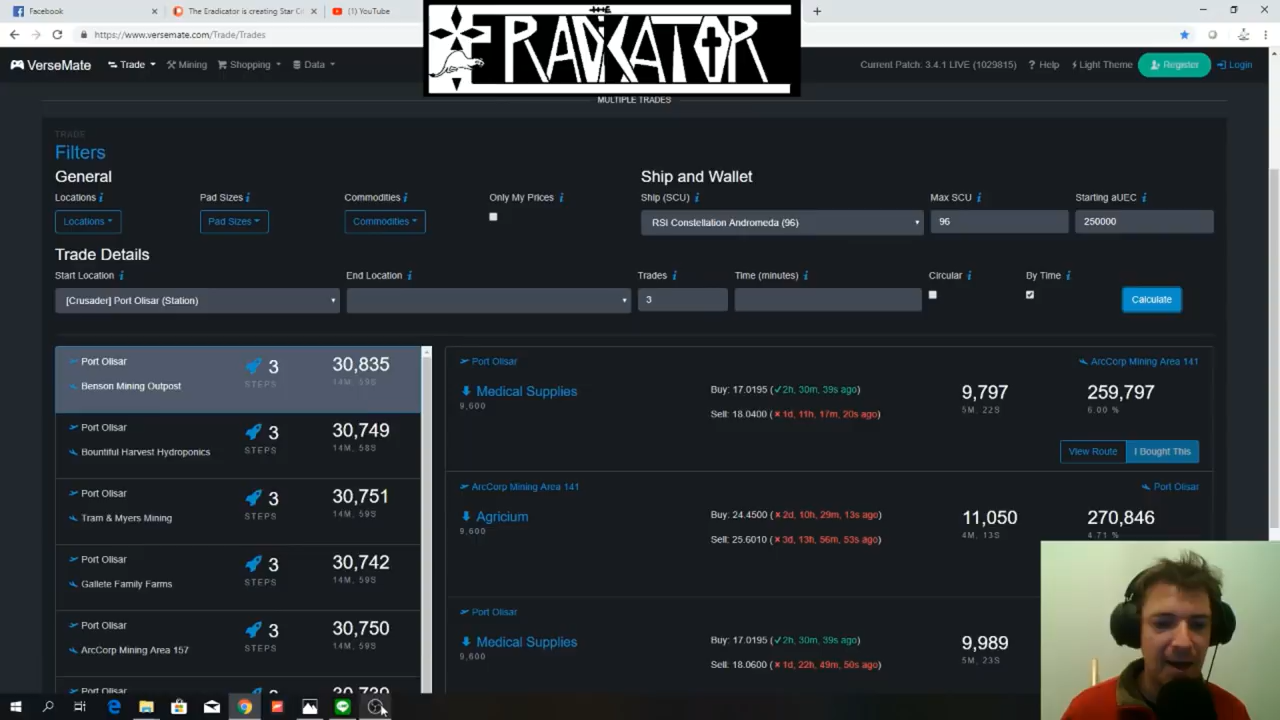 Facebook
The Eradicator is creating Star Ci
(1) YouTube
THE
ERADICATOR
https://www.versemate.com/Trade/Trades
VerseMate
Trade
Mining
Shopping
Data
Current Patch: 3.4.1 LIVE (1029815)
Help
Light Theme
Register
Login
MULTIPLE TRADES
TRADE
Filters
General
Ship and Wallet
Locations
Pad Sizes
Commodities
Only My Prices
Ship (SCU)
Max SCU
Starting aUEC
Locations
Pad Sizes
Commodities
RSI Constellation Andromeda (96)
96
250000
Trade Details
Start Location
End Location
Trades
Time (minutes)
Circular
By Time
[Crusader] Port Olisar (Station)
3
Calculate
Port Olisar
Benson Mining Outpost
3
STEPS
30,835
14M, 59S
Port Olisar
Bountiful Harvest Hydroponics
3
STEPS
30,749
14M, 58S
Port Olisar
Tram & Myers Mining
3
STEPS
30,751
14M, 59S
Port Olisar
Gallete Family Farms
3
STEPS
30,742
14M, 59S
Port Olisar
ArcCorp Mining Area 157
3
STEPS
30,750
14M, 59S
Port Olisar
Port Olisar
ArcCorp Mining Area 141
Medical Supplies
9,600
Buy: 17.0195 (✓2h, 30m, 39s ago)
Sell: 18.0400 (×1d, 11h, 17m, 20s ago)
9,797
5M, 22S
259,797
6.00 %
View Route
I Bought This
ArcCorp Mining Area 141
Port Olisar
Agricium
9,600
Buy: 24.4500 (×2d, 10h, 29m, 13s ago)
Sell: 25.6010 (×3d, 13h, 56m, 53s ago)
11,050
4M, 13S
270,846
4.71 %
Port Olisar
Medical Supplies
9,600
Buy: 17.0195 (✓2h, 30m, 39s ago)
Sell: 18.0600 (×1d, 22h, 49m, 50s ago)
9,989
5M, 23S